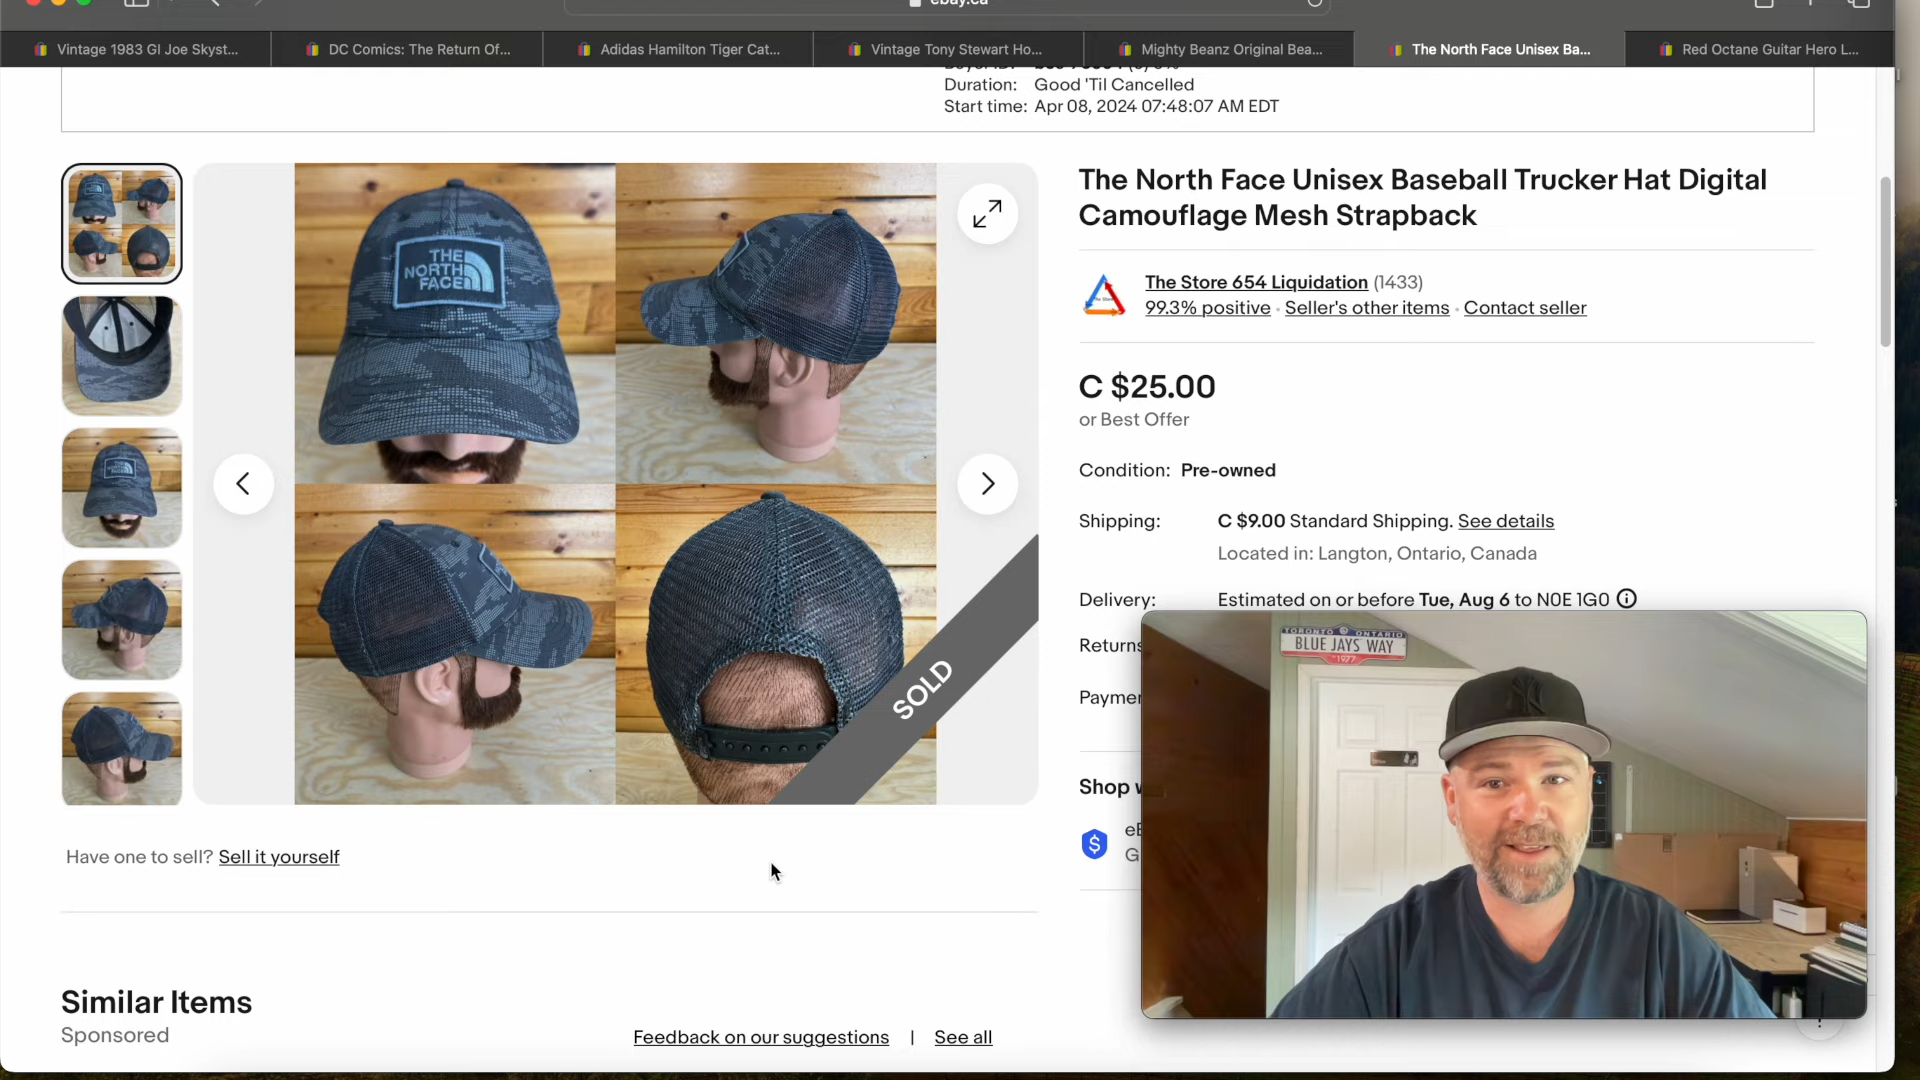 ebay.ca
Vintage 1983 GI Joe Skyst...
DC Comics: The Return Of...
Adidas Hamilton Tiger Cat...
Vintage Tony Stewart Ho...
Mighty Beanz Original Bea...
The North Face Unisex Ba...
Red Octane Guitar Hero L...
Duration: Good 'Til Cancelled
Start time: Apr 08, 2024 07:48:07 AM EDT
The North Face Unisex Baseball Trucker Hat Digital
Camouflage Mesh Strapback
The Store 654 Liquidation (1433)
99.3% positive · Seller's other items · Contact seller
C $25.00
or Best Offer
Condition: Pre-owned
Shipping: C $9.00 Standard Shipping. See details
Located in: Langton, Ontario, Canada
Delivery: Estimated on or before Tue, Aug 6 to N0E 1G0
Returns
Paymen
Shop w
eB
G
THE
NORTH
FACE
SOLD
TORONTO ONTARIO
BLUE JAYS WAY
1977
Have one to sell? Sell it yourself
Similar Items
Sponsored
Feedback on our suggestions | See all